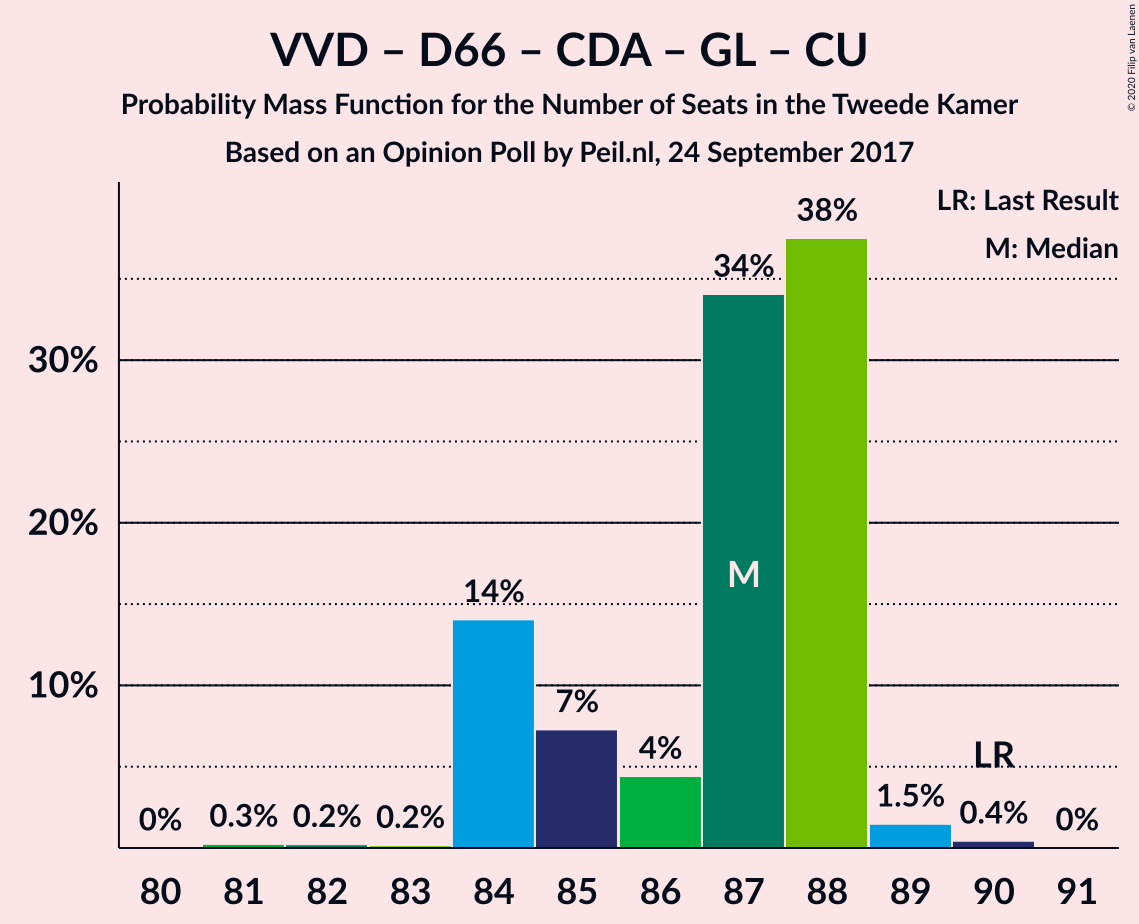 VVD – D66 – CDA – GL – CU
Probability Mass Function for the Number of Seats in the Tweede Kamer
Based on an Opinion Poll by Peil.nl, 24 September 2017
© 2020 Filip van Laenen
LR: Last Result
M: Median
30%
20%
10%
0%
0.3%
0.2%
0.2%
14%
7%
4%
34%
38%
1.5%
0.4%
0%
M
LR
80 81 82 83 84 85 86 87 88 89 90 91